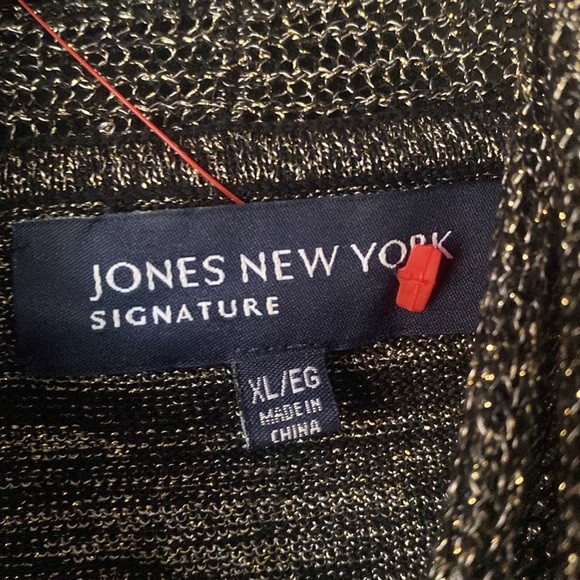 JONES NEW YORK
SIGNATURE
XL/EG
MADE IN
CHINA